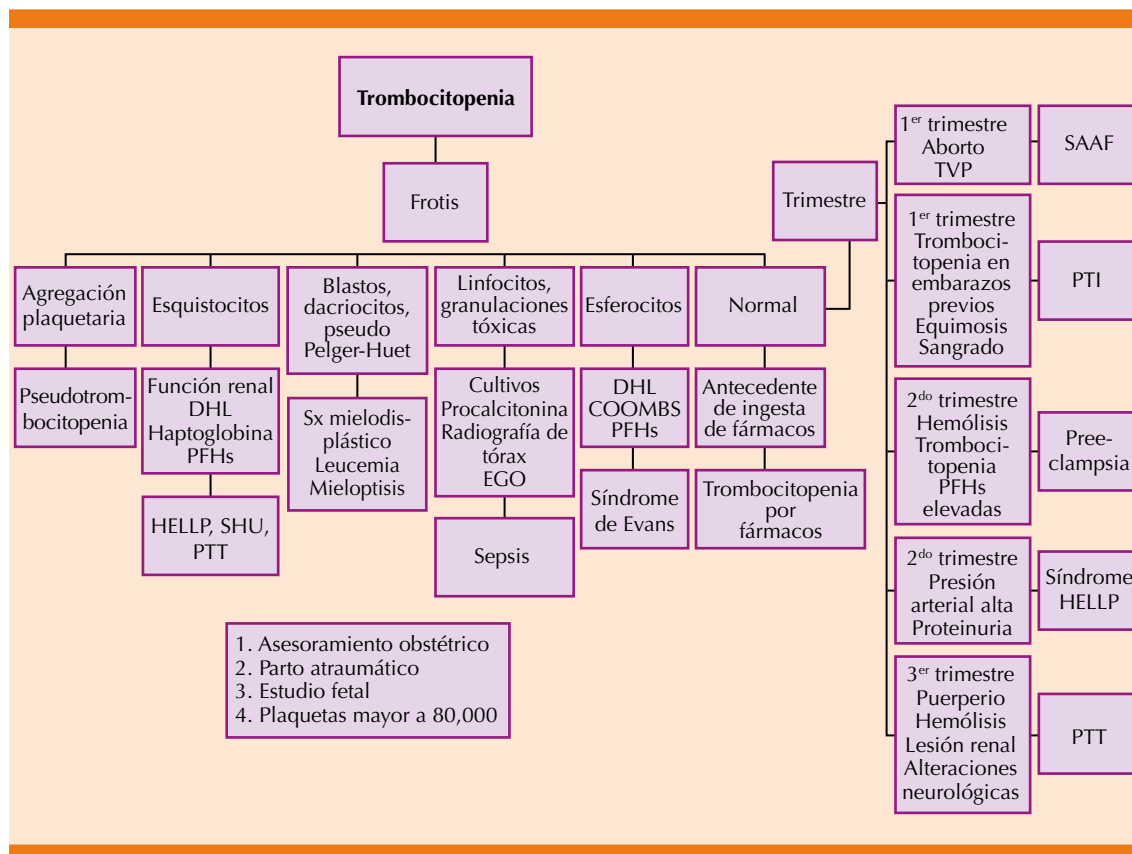 Trombocitopenia
Frotis
Agregación
plaquetaria
Pseudotrom-
bocitopenia
Esquistocitos
Función renal
DHL
Haptoglobina
PFHs
HELLP, SHU,
PTT
Blastos,
dacriocitos,
pseudo
Pelger-Huet
Sx mielodis-
plástico
Leucemia
Mieloptisis
Linfocitos,
granulaciones
tóxicas
Cultivos
Procalcitonina
Radiografía de
tórax
EGO
Sepsis
Esferocitos
DHL
COOMBS
PFHs
Síndrome
de Evans
Normal
Antecedente
de ingesta
de fármacos
Trombocitopenia
por
fármacos
Trimestre
1er trimestre
Aborto
TVP
SAAF
1er trimestre
Tromboci-
topenia en
embarazos
previos
Equimosis
Sangrado
PTI
2do trimestre
Hemólisis
Tromboci-
topenia
PFHs
elevadas
Pree-
clampsia
2do trimestre
Presión
arterial alta
Proteinuria
Síndrome
HELLP
3er trimestre
Puerperio
Hemólisis
Lesión renal
Alteraciones
neurológicas
PTT
1. Asesoramiento obstétrico
2. Parto atraumático
3. Estudio fetal
4. Plaquetas mayor a 80,000